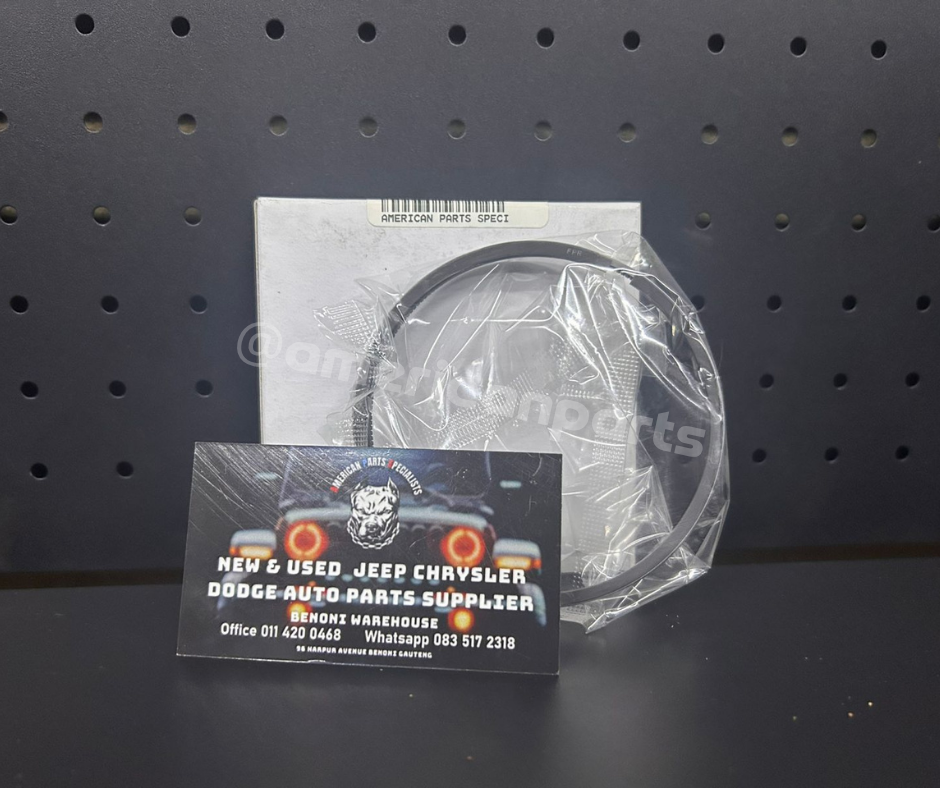 AMERICAN PARTS SPECI
@americanparts
AMERICAN PARTS SPECIALISTS
NEW & USED JEEP CHRYSLER
DODGE AUTO PARTS SUPPLIER
BENONI WAREHOUSE
Office 011 420 0468 Whatsapp 083 517 2318
96 HARPUR AVENUE BENONI GAUTENG